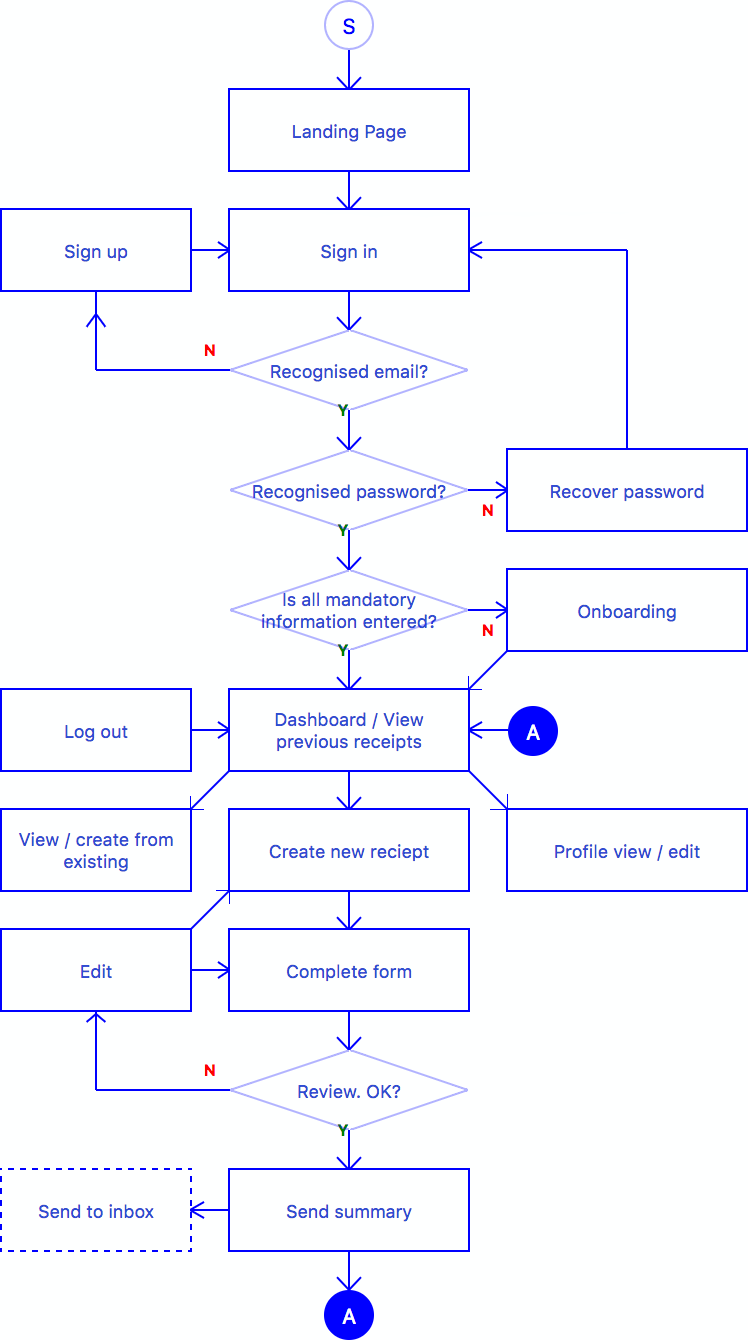 S
Landing Page
Sign up
Sign in
N
Recognised email?
Y
Recognised password?
Recover password
N
Y
Is all mandatory
information entered?
Onboarding
N
Y
Log out
Dashboard / View
previous receipts
A
View / create from
existing
Create new reciept
Profile view / edit
Edit
Complete form
N
Review. OK?
Y
Send to inbox
Send summary
A